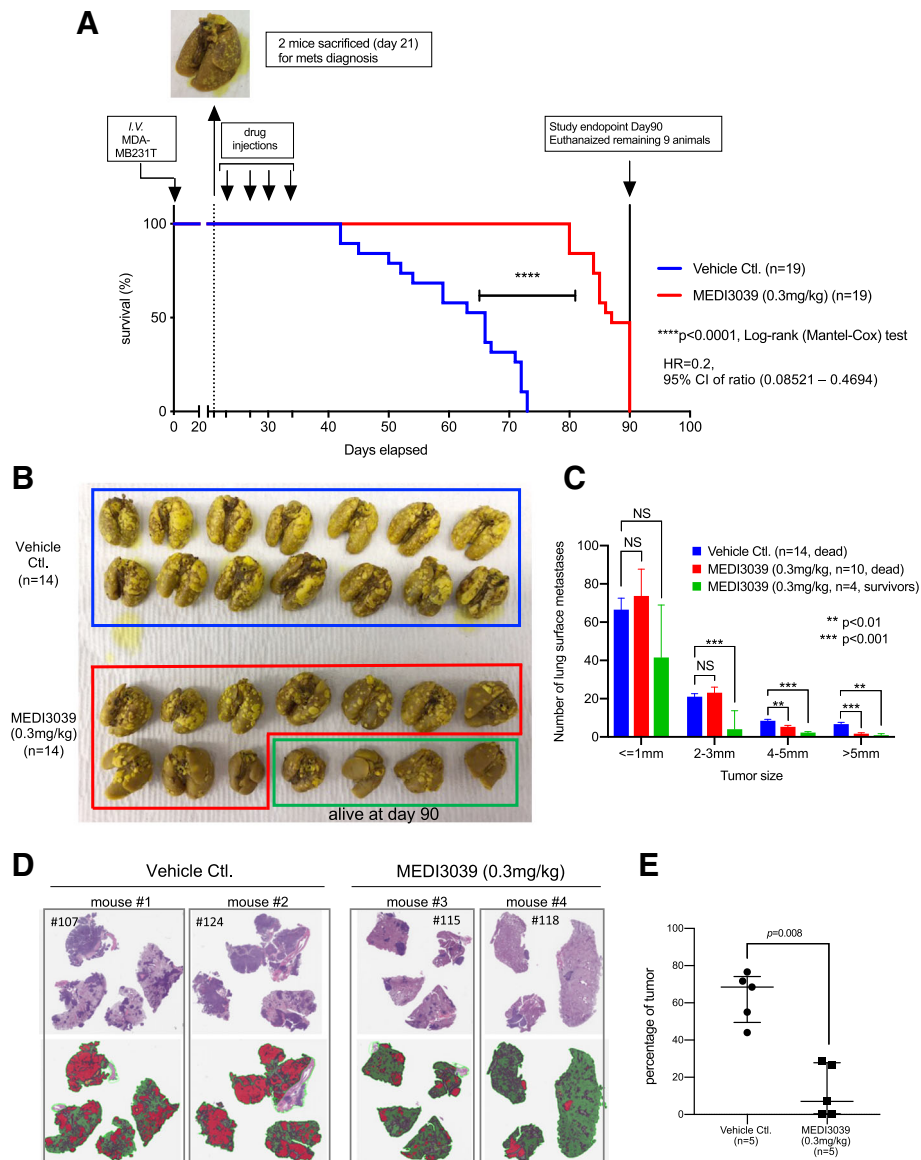 A
2 mice sacrificed (day 21)
for mets diagnosis
I.V.
MDA-
MB231T
drug
injections
Study endopoint Day90
Euthanaized remaining 9 animals
survival (%)
100
50
0
0 20 30 40 50 60 70 80 90 100
Days elapsed
****
Vehicle Ctl. (n=19)
MEDI3039 (0.3mg/kg) (n=19)
****p<0.0001, Log-rank (Mantel-Cox) test
HR=0.2,
95% CI of ratio (0.08521 – 0.4694)
B
Vehicle
Ctl.
(n=14)
MEDI3039
(0.3mg/kg)
(n=14)
alive at day 90
C
Number of lung surface metastases
100
80
60
40
20
0
NS
NS
NS
***
**
***
***
**
Vehicle Ctl. (n=14, dead)
MEDI3039 (0.3mg/kg, n=10, dead)
MEDI3039 (0.3mg/kg, n=4, survivors)
** p<0.01
*** p<0.001
<=1mm 2-3mm 4-5mm >5mm
Tumor size
D
Vehicle Ctl. MEDI3039 (0.3mg/kg)
mouse #1 mouse #2 mouse #3 mouse #4
#107 #124 #115 #118
E
percentage of tumor
100
80
60
40
20
0
p=0.008
Vehicle Ctl.
(n=5)
MEDI3039
(0.3mg/kg)
(n=5)